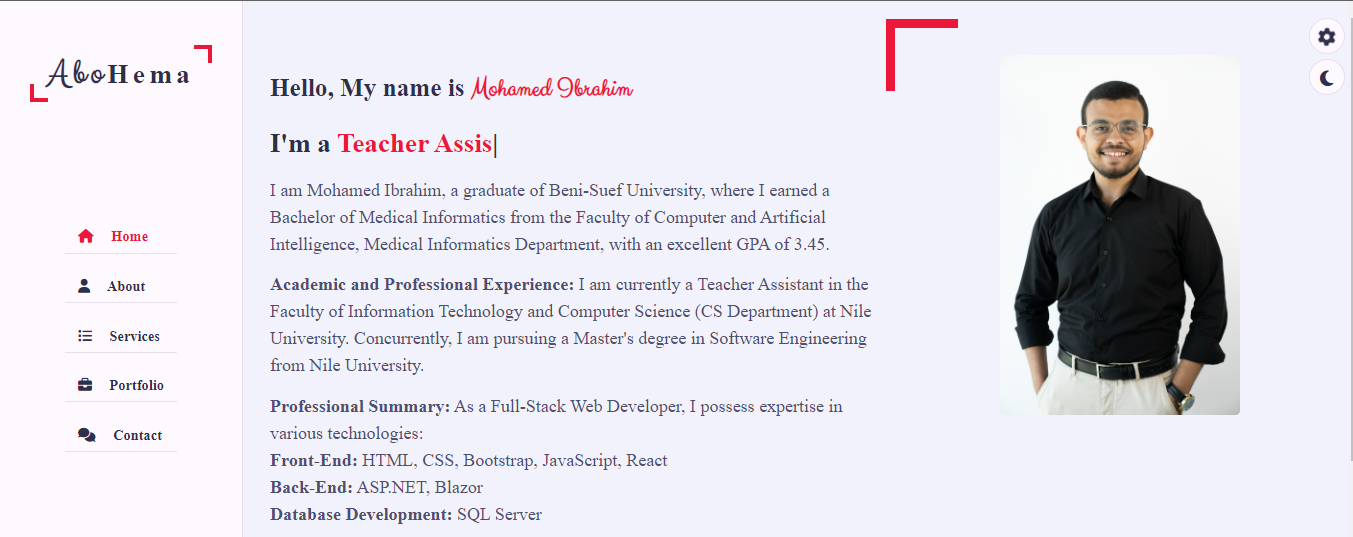 AboHema
Home
About
Services
Portfolio
Contact
Hello, My name is Mohamed Ibrahim
I'm a Teacher Assis|
I am Mohamed Ibrahim, a graduate of Beni-Suef University, where I earned a
Bachelor of Medical Informatics from the Faculty of Computer and Artificial
Intelligence, Medical Informatics Department, with an excellent GPA of 3.45.
Academic and Professional Experience: I am currently a Teacher Assistant in the
Faculty of Information Technology and Computer Science (CS Department) at Nile
University. Concurrently, I am pursuing a Master's degree in Software Engineering
from Nile University.
Professional Summary: As a Full-Stack Web Developer, I possess expertise in
various technologies:
Front-End: HTML, CSS, Bootstrap, JavaScript, React
Back-End: ASP.NET, Blazor
Database Development: SQL Server